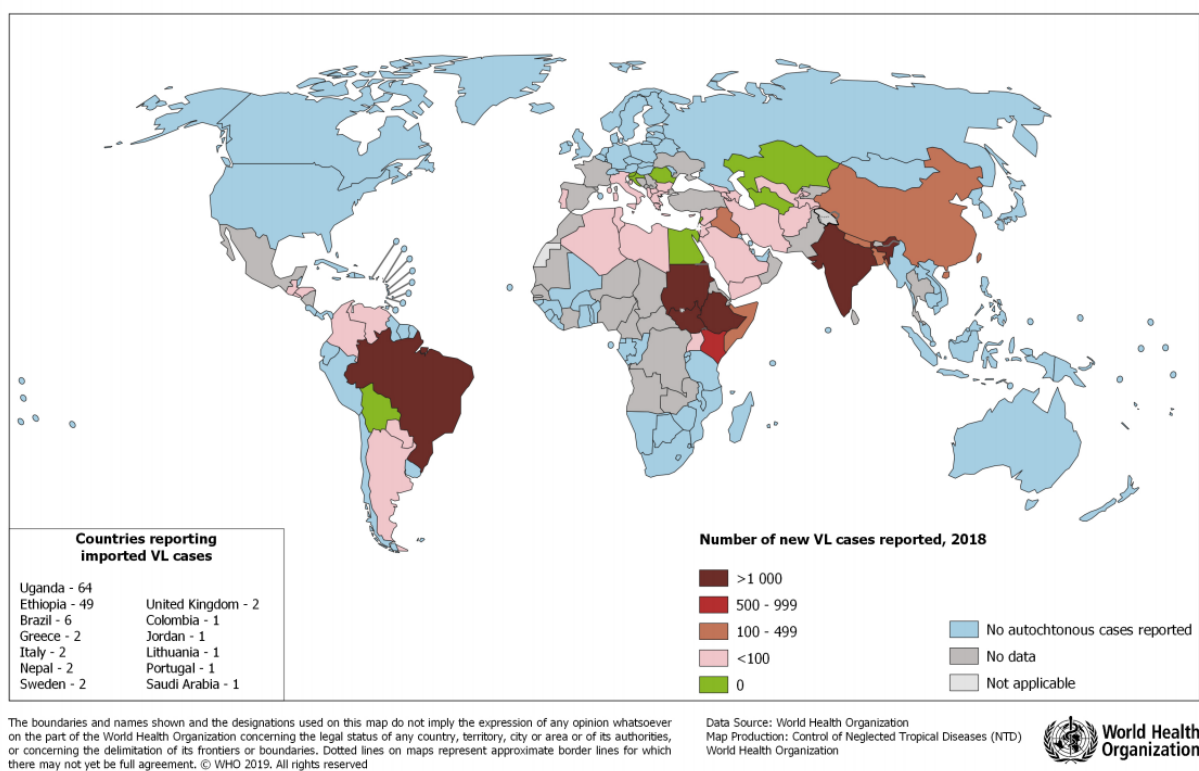 Countries reporting
imported VL cases
Uganda - 64
Ethiopia - 49
Brazil - 6
Greece - 2
Italy - 2
Nepal - 2
Sweden - 2
United Kingdom - 2
Colombia - 1
Jordan - 1
Lithuania - 1
Portugal - 1
Saudi Arabia - 1
Number of new VL cases reported, 2018
>1 000
500 - 999
100 - 499
<100
0
No autochtonous cases reported
No data
Not applicable
The boundaries and names shown and the designations used on this map do not imply the expression of any opinion whatsoever
on the part of the World Health Organization concerning the legal status of any country, territory, city or area or of its authorities,
or concerning the delimitation of its frontiers or boundaries. Dotted lines on maps represent approximate border lines for which
there may not yet be full agreement. © WHO 2019. All rights reserved
Data Source: World Health Organization
Map Production: Control of Neglected Tropical Diseases (NTD)
World Health Organization
World Health
Organization